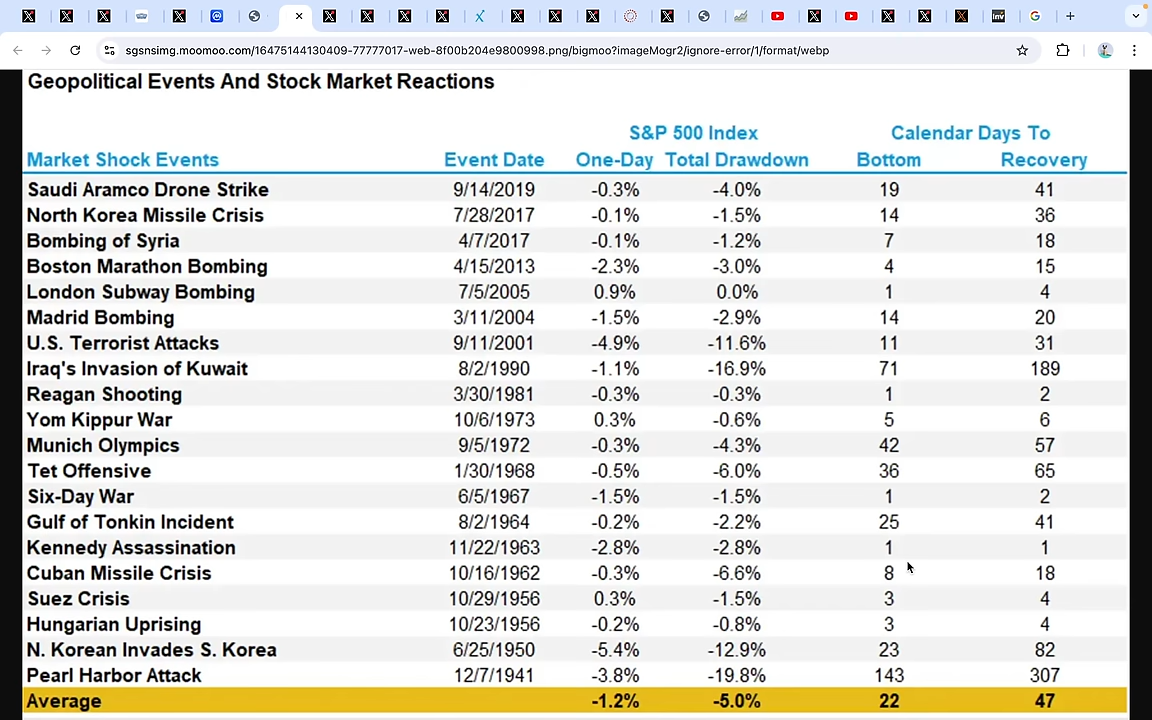 sgsnsimg.moomoo.com/16475144130409-77777017-web-8f00b204e9800998.png/bigmoo?imageMogr2/ignore-error/1/format/webp
Geopolitical Events And Stock Market Reactions
S&P 500 Index Calendar Days To
Market Shock Events Event Date One-Day Total Drawdown Bottom Recovery
Saudi Aramco Drone Strike 9/14/2019 -0.3% -4.0% 19 41
North Korea Missile Crisis 7/28/2017 -0.1% -1.5% 14 36
Bombing of Syria 4/7/2017 -0.1% -1.2% 7 18
Boston Marathon Bombing 4/15/2013 -2.3% -3.0% 4 15
London Subway Bombing 7/5/2005 0.9% 0.0% 1 4
Madrid Bombing 3/11/2004 -1.5% -2.9% 14 20
U.S. Terrorist Attacks 9/11/2001 -4.9% -11.6% 11 31
Iraq's Invasion of Kuwait 8/2/1990 -1.1% -16.9% 71 189
Reagan Shooting 3/30/1981 -0.3% -0.3% 1 2
Yom Kippur War 10/6/1973 0.3% -0.6% 5 6
Munich Olympics 9/5/1972 -0.3% -4.3% 42 57
Tet Offensive 1/30/1968 -0.5% -6.0% 36 65
Six-Day War 6/5/1967 -1.5% -1.5% 1 2
Gulf of Tonkin Incident 8/2/1964 -0.2% -2.2% 25 41
Kennedy Assassination 11/22/1963 -2.8% -2.8% 1 1
Cuban Missile Crisis 10/16/1962 -0.3% -6.6% 8 18
Suez Crisis 10/29/1956 0.3% -1.5% 3 4
Hungarian Uprising 10/23/1956 -0.2% -0.8% 3 4
N. Korean Invades S. Korea 6/25/1950 -5.4% -12.9% 23 82
Pearl Harbor Attack 12/7/1941 -3.8% -19.8% 143 307
Average -1.2% -5.0% 22 47